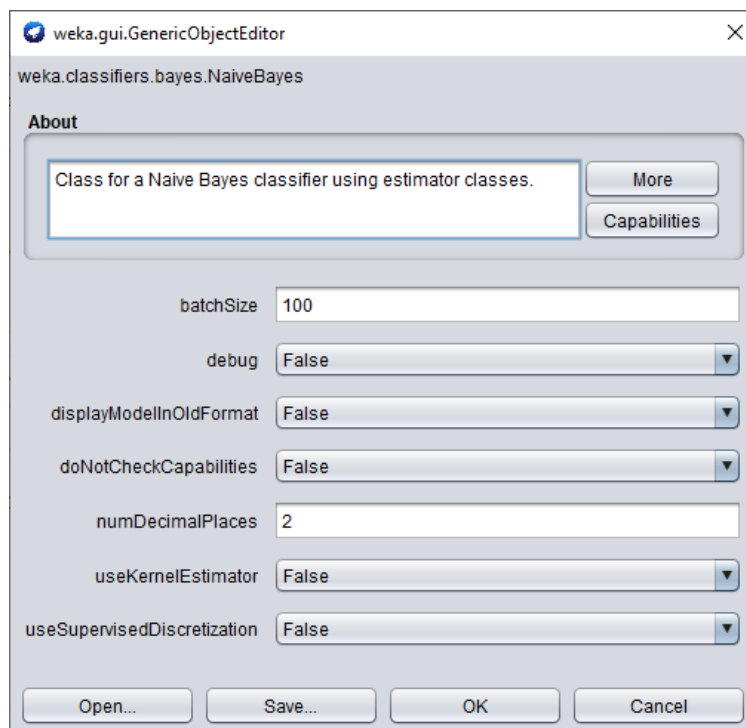 weka.gui.GenericObjectEditor
weka.classifiers.bayes.NaiveBayes
About
Class for a Naive Bayes classifier using estimator classes.
More
Capabilities
batchSize 100
debug False
displayModelInOldFormat False
doNotCheckCapabilities False
numDecimalPlaces 2
useKernelEstimator False
useSupervisedDiscretization False
Open... Save... OK Cancel